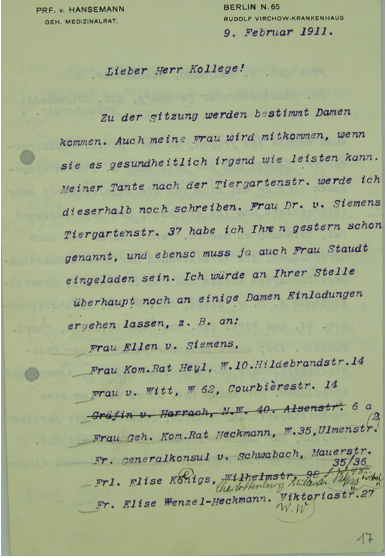 PRF. v. HANSEMANN
GEH. MEDIZINALRAT.
BERLIN N. 65
RUDOLF VIRCHOW-KRANKENHAUS
9. Februar 1911.
Lieber Herr Kollege!
Zu der Sitzung werden bestimmt Damen
kommen. Auch meine Frau wird mitkommen, wenn
sie es gesundheitlich irgend wie leisten kann.
Meiner Tante nach der Tiergartenstr. werde ich
dieserhalb noch schreiben. Frau Dr. v. Siemens
Tiergartenstr. 37 habe ich Ihnen gestern schon
genannt, und ebenso muss ja auch Frau Staudt
eingeladen sein. Ich würde an Ihrer Stelle
überhaupt noch an einige Damen Einladungen
ergehen lassen, z. B. an:
Frau Ellen v. Siemens,
Frau Kom.Rat Heyl, W.10.Hildebrandstr.14
Frau v. Witt, W 62, Courbièrestr. 14
Gräfin v. Harrach, N.W. 40. Alsenstr. 6 a
Frau Geh. Kom.Rat Heckmann, W.35,Ulmenstr. 2
Fr. Generalkonsul v. Schwabach, Mauerstr.
35/36
Frl. Elise Königs, Wilhelmstr. 98
Charlottenburg
Fr. Elise Wenzel-Heckmann. Viktoriastr.27
W. W
17